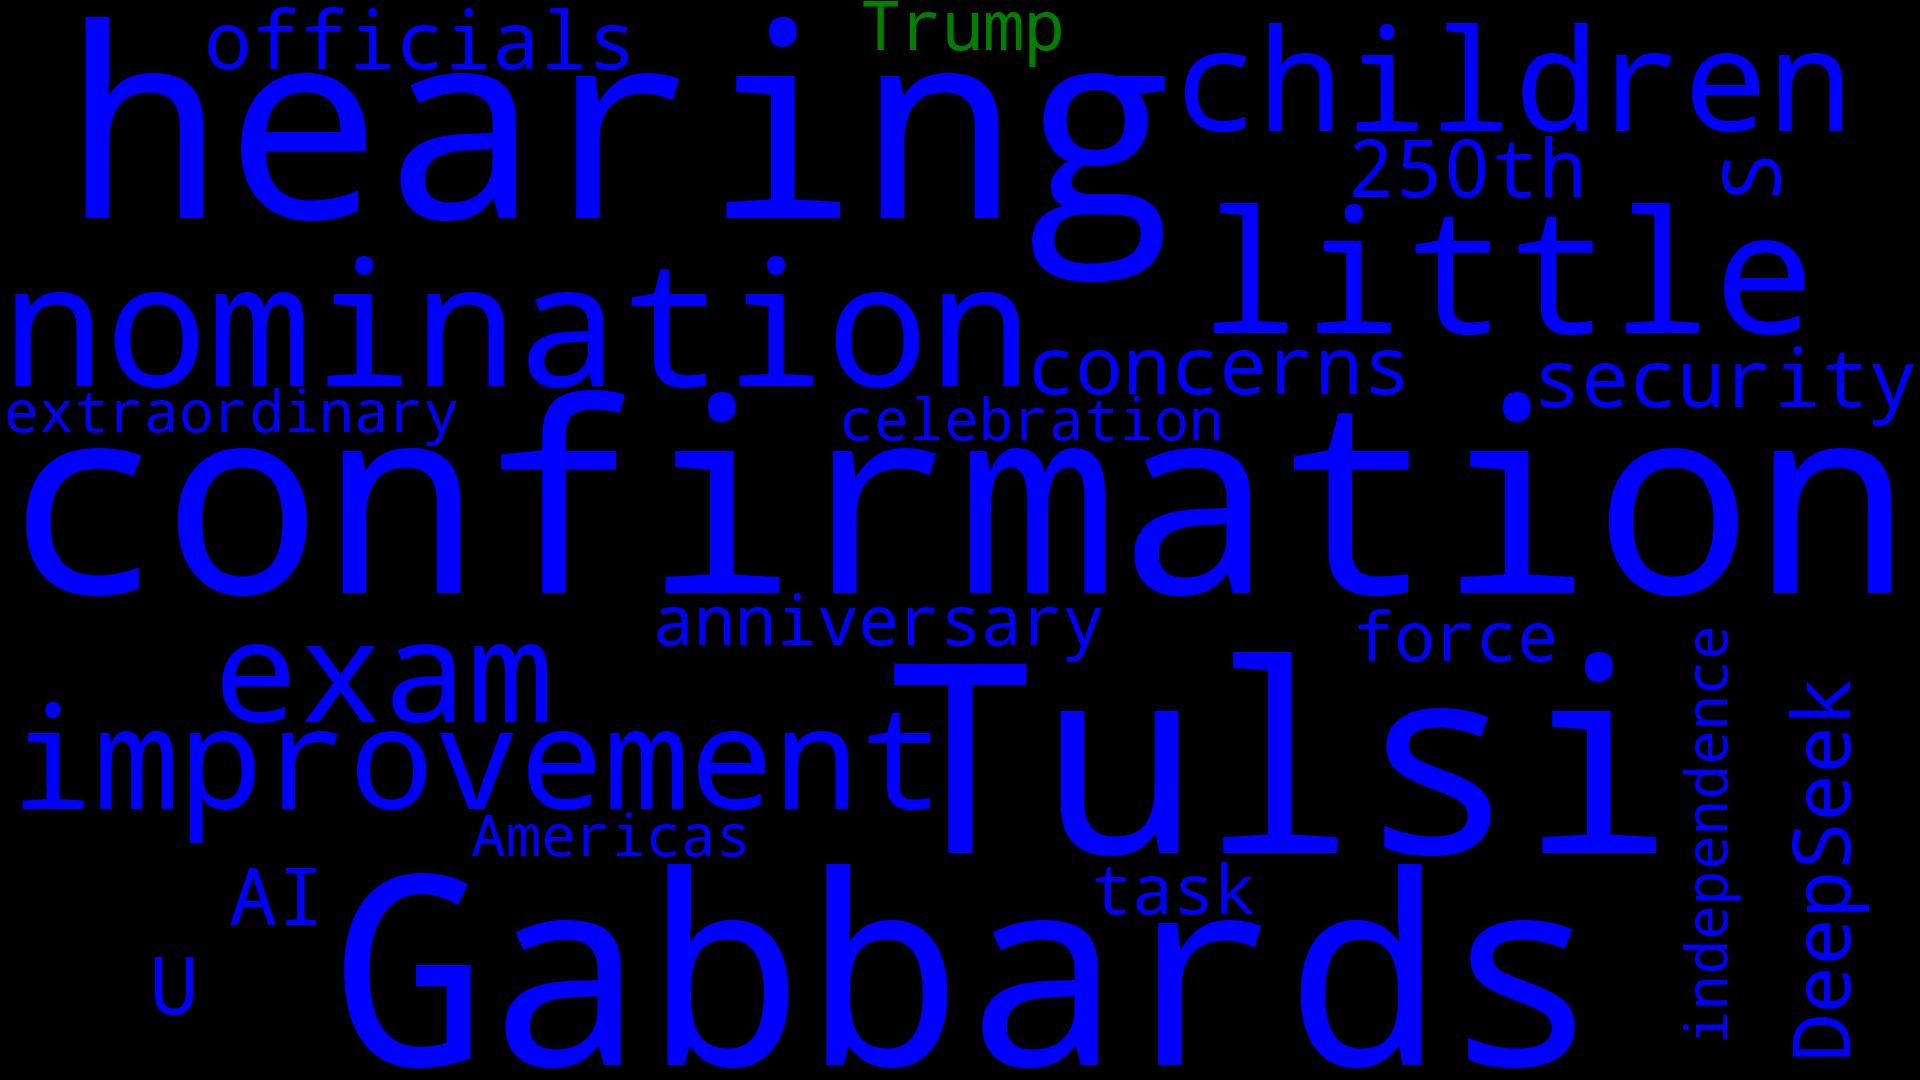 officials
Trump
hearing
children
250th
S
little
nomination
concerns
security
extraordinary
celebration
confirmation
anniversary
force
exam
Tulsi
improvement
independence
DeepSeek
Americas
AI
task
Gabbards
U